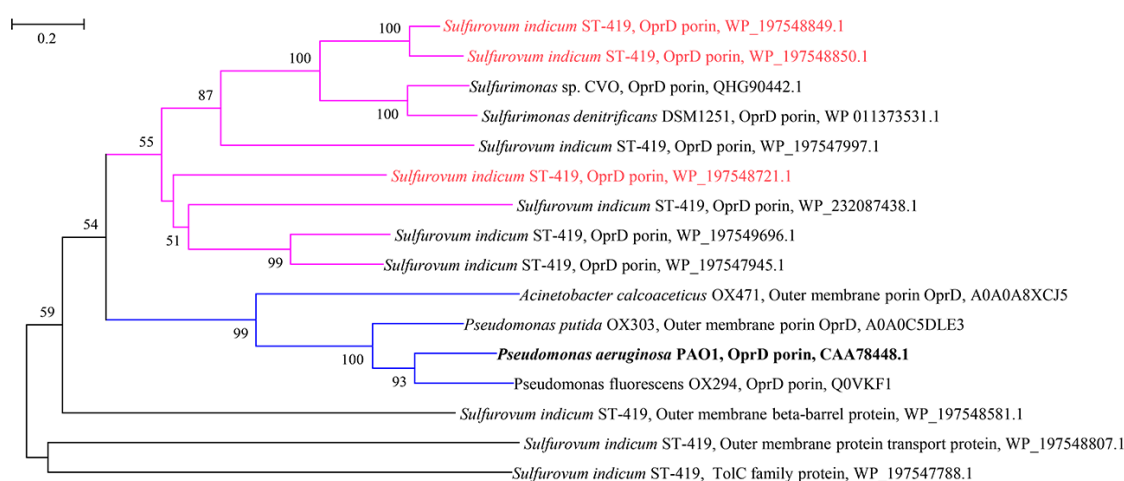 0.2
100
Sulfurovum indicum ST-419, OprD porin, WP_197548849.1
100
Sulfurovum indicum ST-419, OprD porin, WP_197548850.1
87
Sulfurimonas sp. CVO, OprD porin, QHG90442.1
100
Sulfurimonas denitrificans DSM1251, OprD porin, WP 011373531.1
55
Sulfurovum indicum ST-419, OprD porin, WP_197547997.1
Sulfurovum indicum ST-419, OprD porin, WP_197548721.1
Sulfurovum indicum ST-419, OprD porin, WP_232087438.1
54
51
Sulfurovum indicum ST-419, OprD porin, WP_197549696.1
99
Sulfurovum indicum ST-419, OprD porin, WP_197547945.1
Acinetobacter calcoaceticus OX471, Outer membrane porin OprD, A0A0A8XCJ5
59
99
Pseudomonas putida OX303, Outer membrane porin OprD, A0A0C5DLE3
100
Pseudomonas aeruginosa PAO1, OprD porin, CAA78448.1
93
Pseudomonas fluorescens OX294, OprD porin, Q0VKF1
Sulfurovum indicum ST-419, Outer membrane beta-barrel protein, WP_197548581.1
Sulfurovum indicum ST-419, Outer membrane protein transport protein, WP_197548807.1
Sulfurovum indicum ST-419, TolC family protein, WP_197547788.1